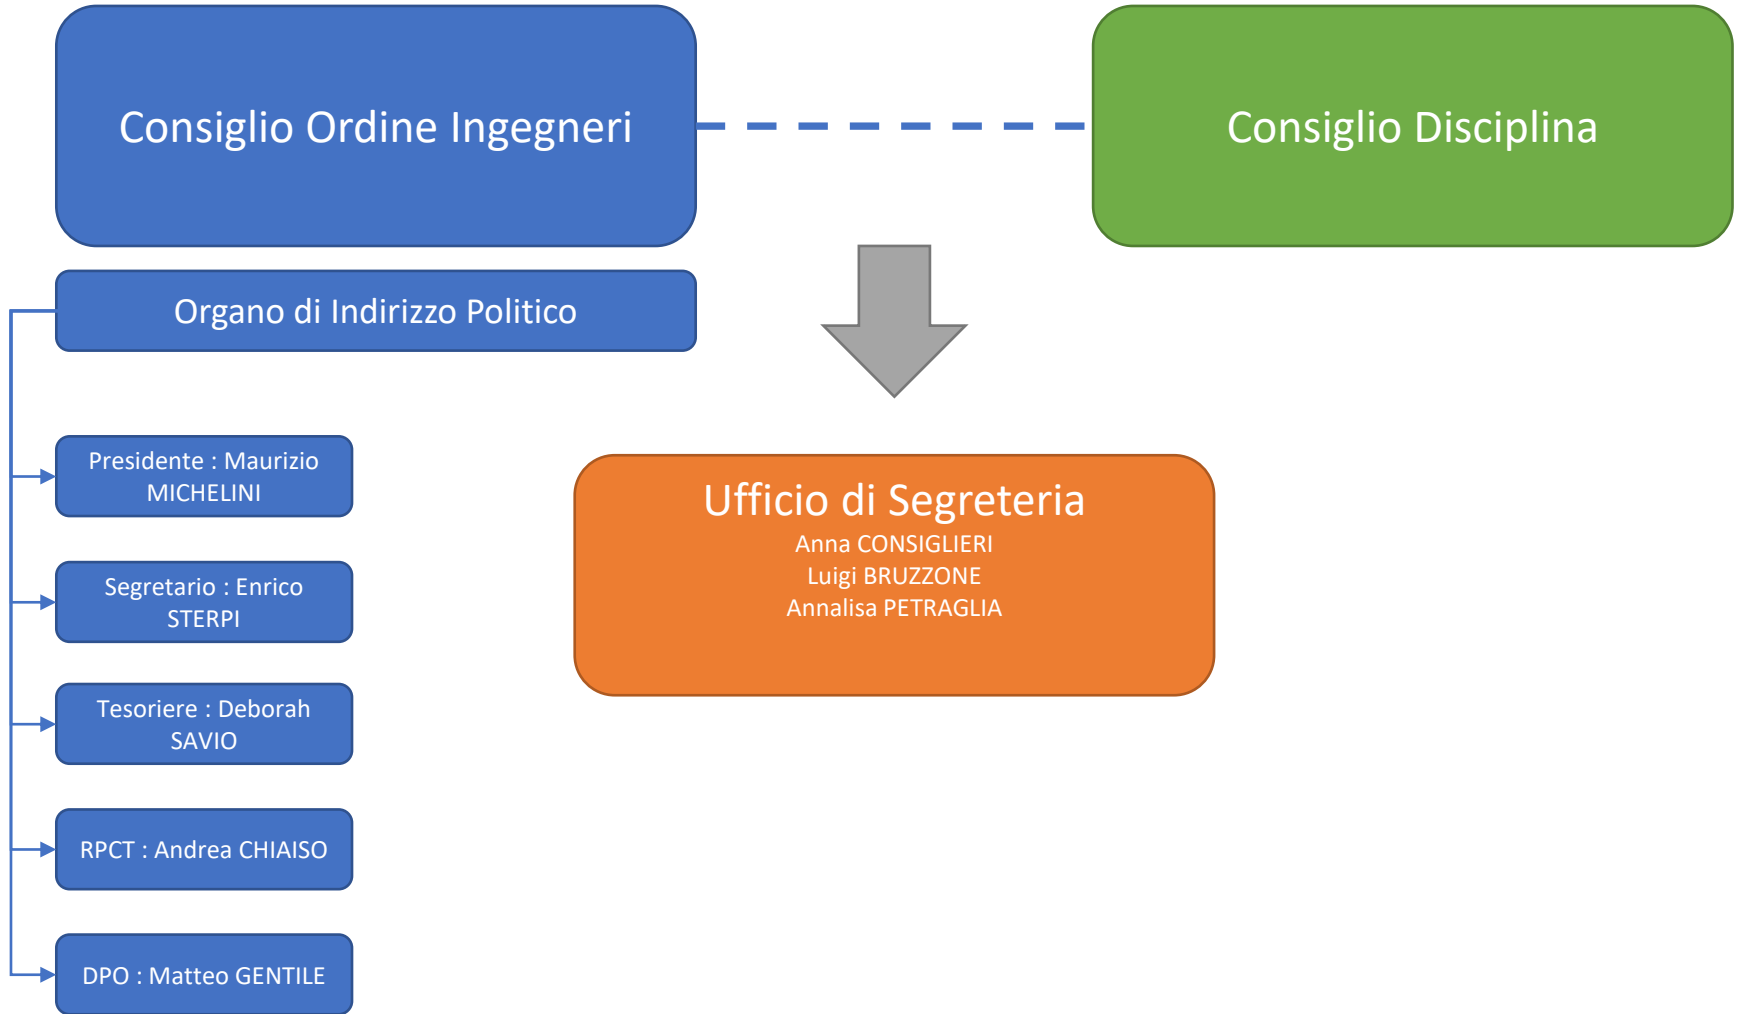 Consiglio Ordine Ingegneri
Consiglio Disciplina
Organo di Indirizzo Politico
Presidente : Maurizio
MICHELINI
Segretario : Enrico
STERPI
Tesoriere : Deborah
SAVIO
RPCT : Andrea CHIAISO
DPO : Matteo GENTILE
Ufficio di Segreteria
Anna CONSIGLIERI
Luigi BRUZZONE
Annalisa PETRAGLIA